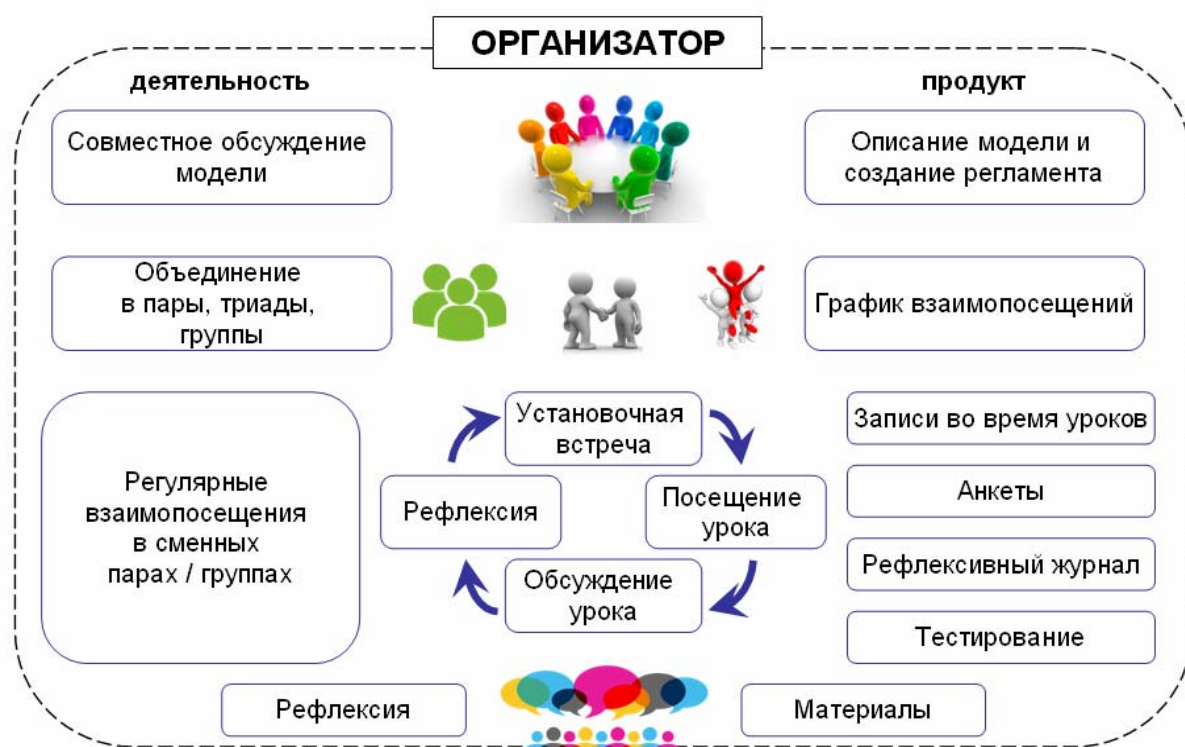 ОРГАНИЗАТОР
деятельность
продукт
Совместное обсуждение
модели
Описание модели и
создание регламента
Объединение
в пары, триады,
группы
График взаимопосещений
Регулярные
взаимопосещения
в сменных
парах / группах
Установочная
встреча
Рефлексия
Посещение
урока
Обсуждение
урока
Записи во время уроков
Анкеты
Рефлексивный журнал
Тестирование
Рефлексия
Материалы